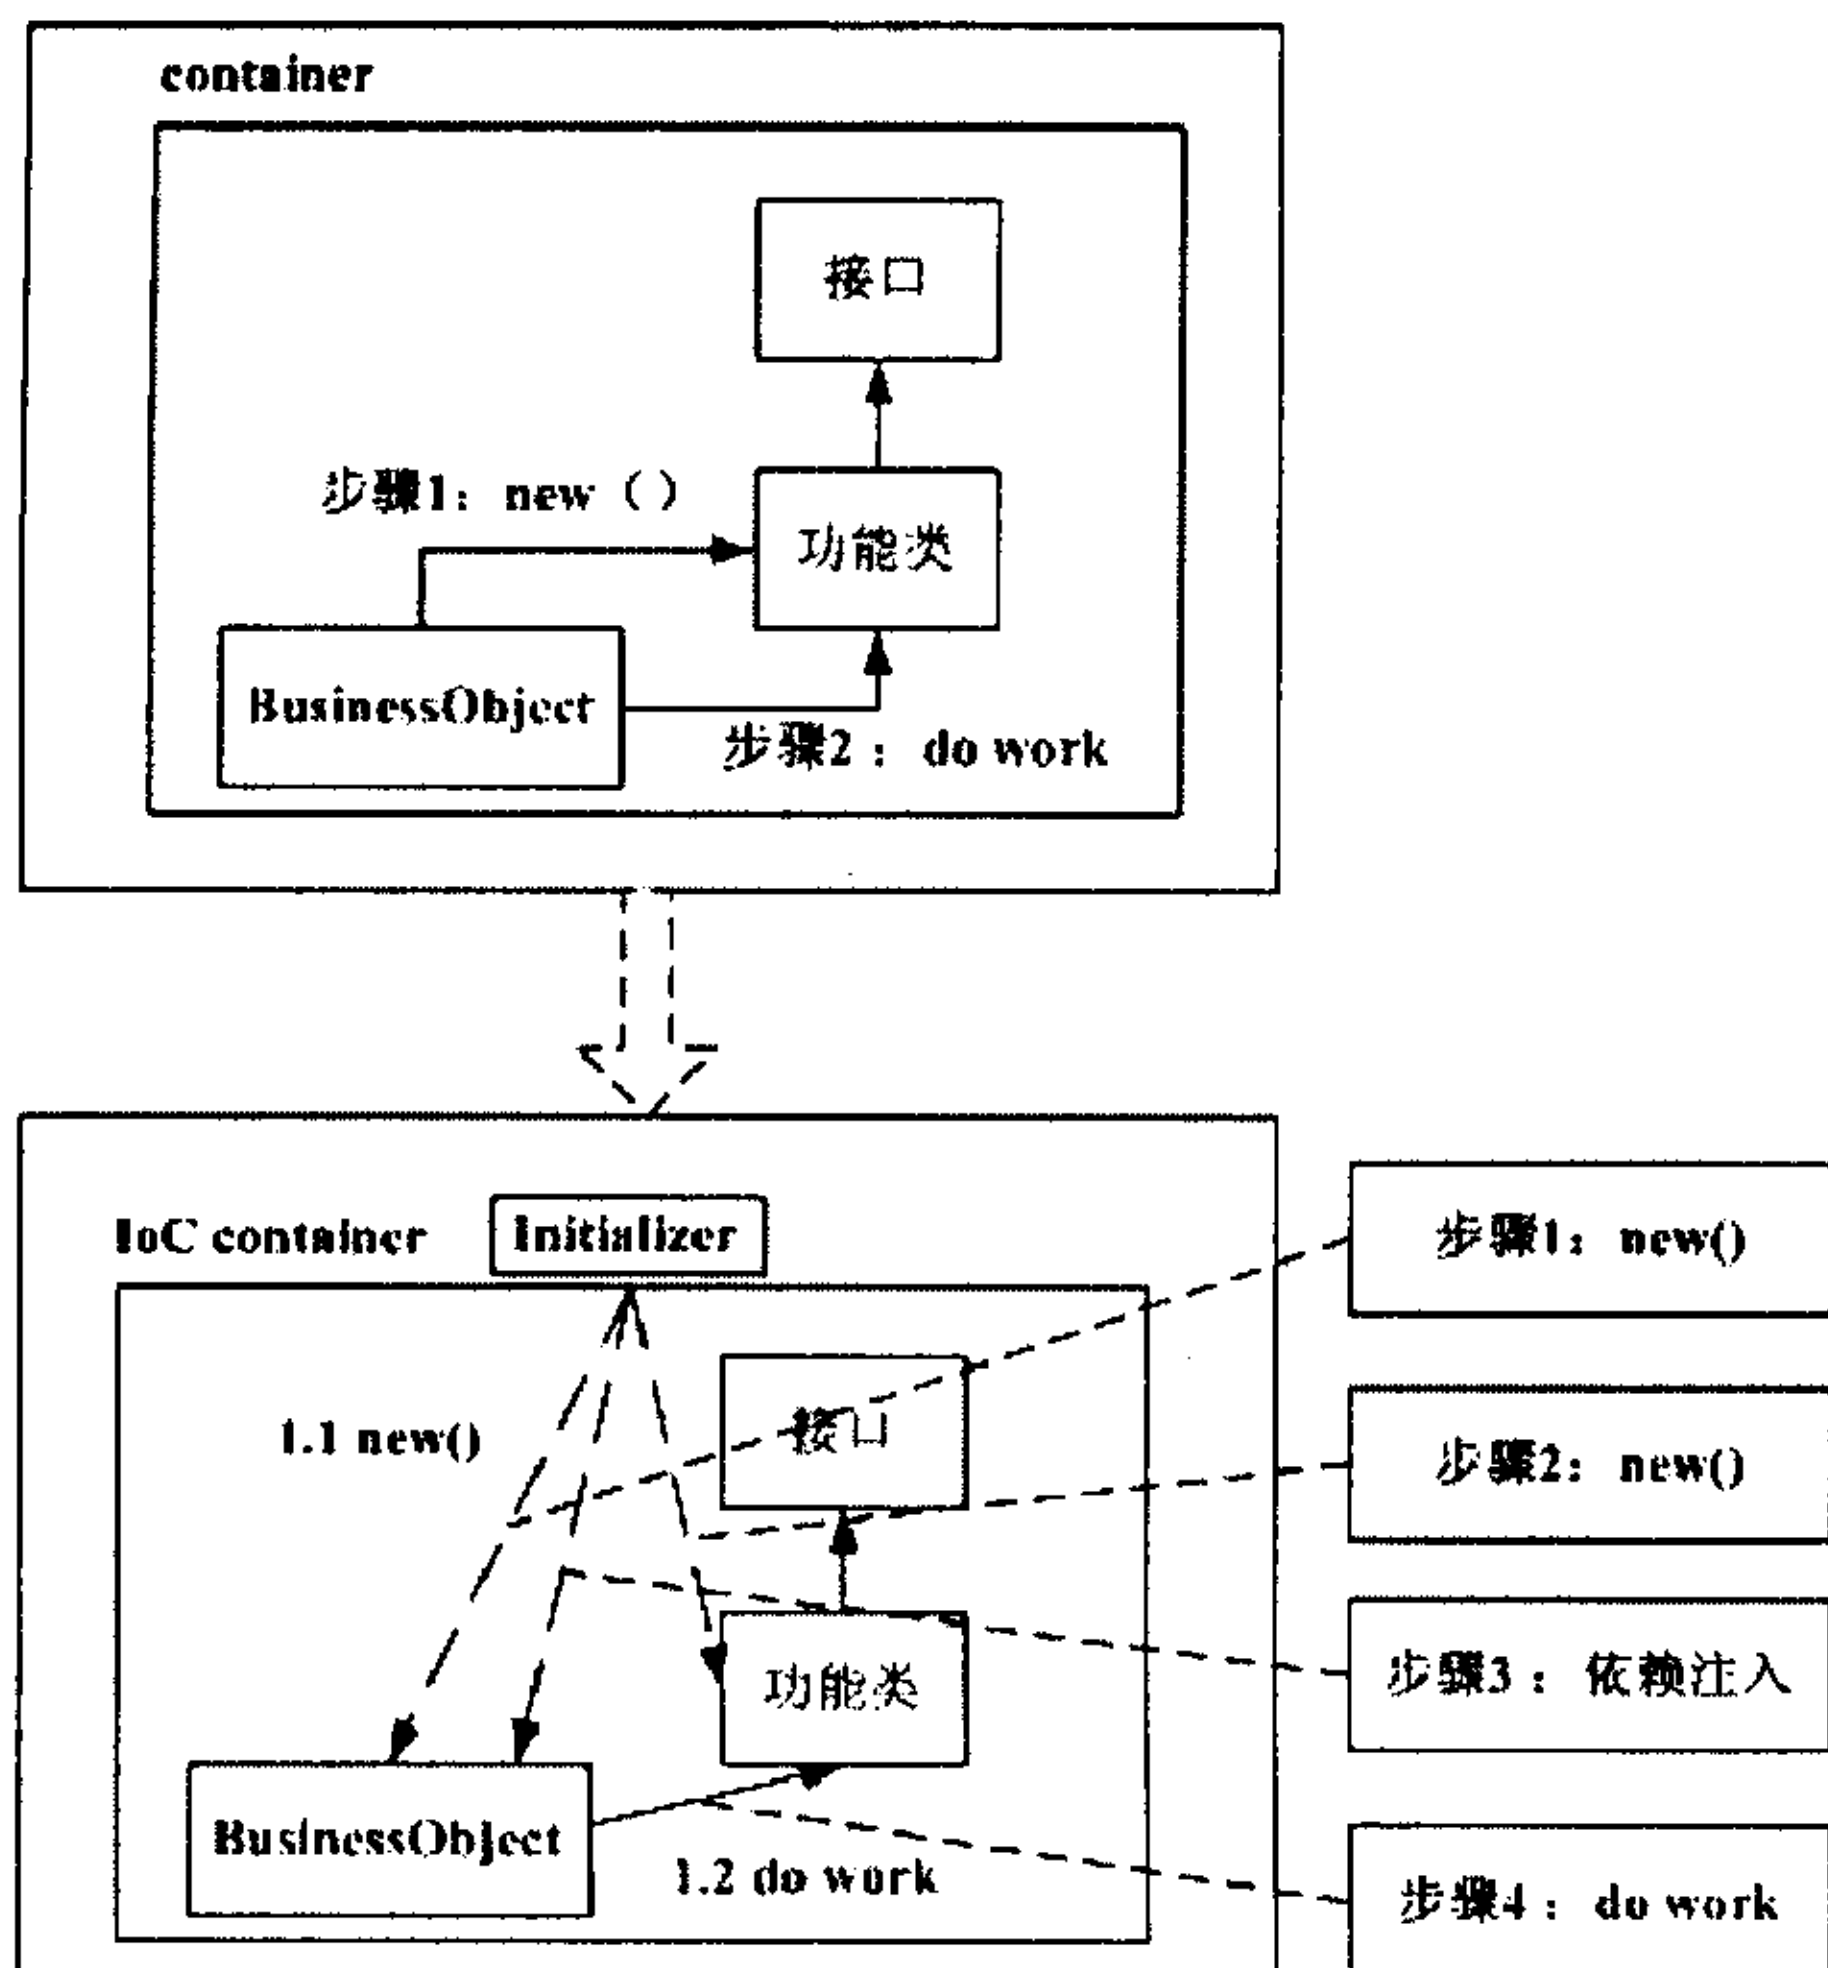 container
接口
步骤1：new（）
功能类
BusinessObject
步骤2：do work
IoC container
Initializer
步骤1：new()
接口
1.1 new()
步骤2：new()
步骤3：依赖注入
功能类
BusinessObject
1.2 do work
步骤4：do work